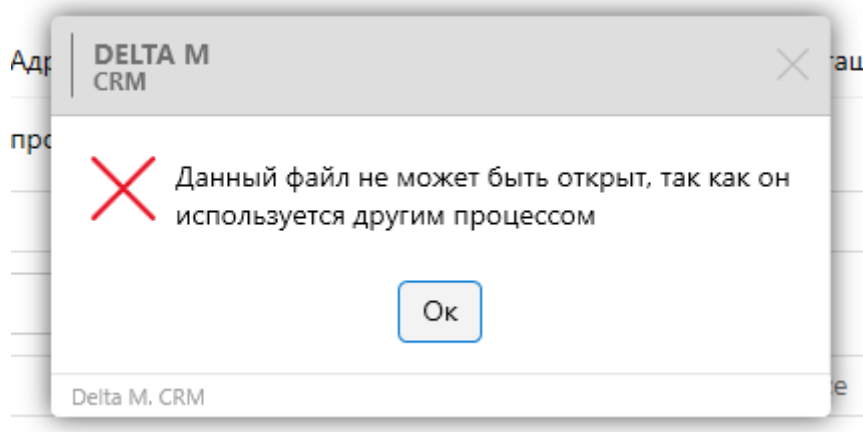 DELTA M
CRM
Данный файл не может быть открыт, так как он
используется другим процессом
Ок
Delta M. CRM